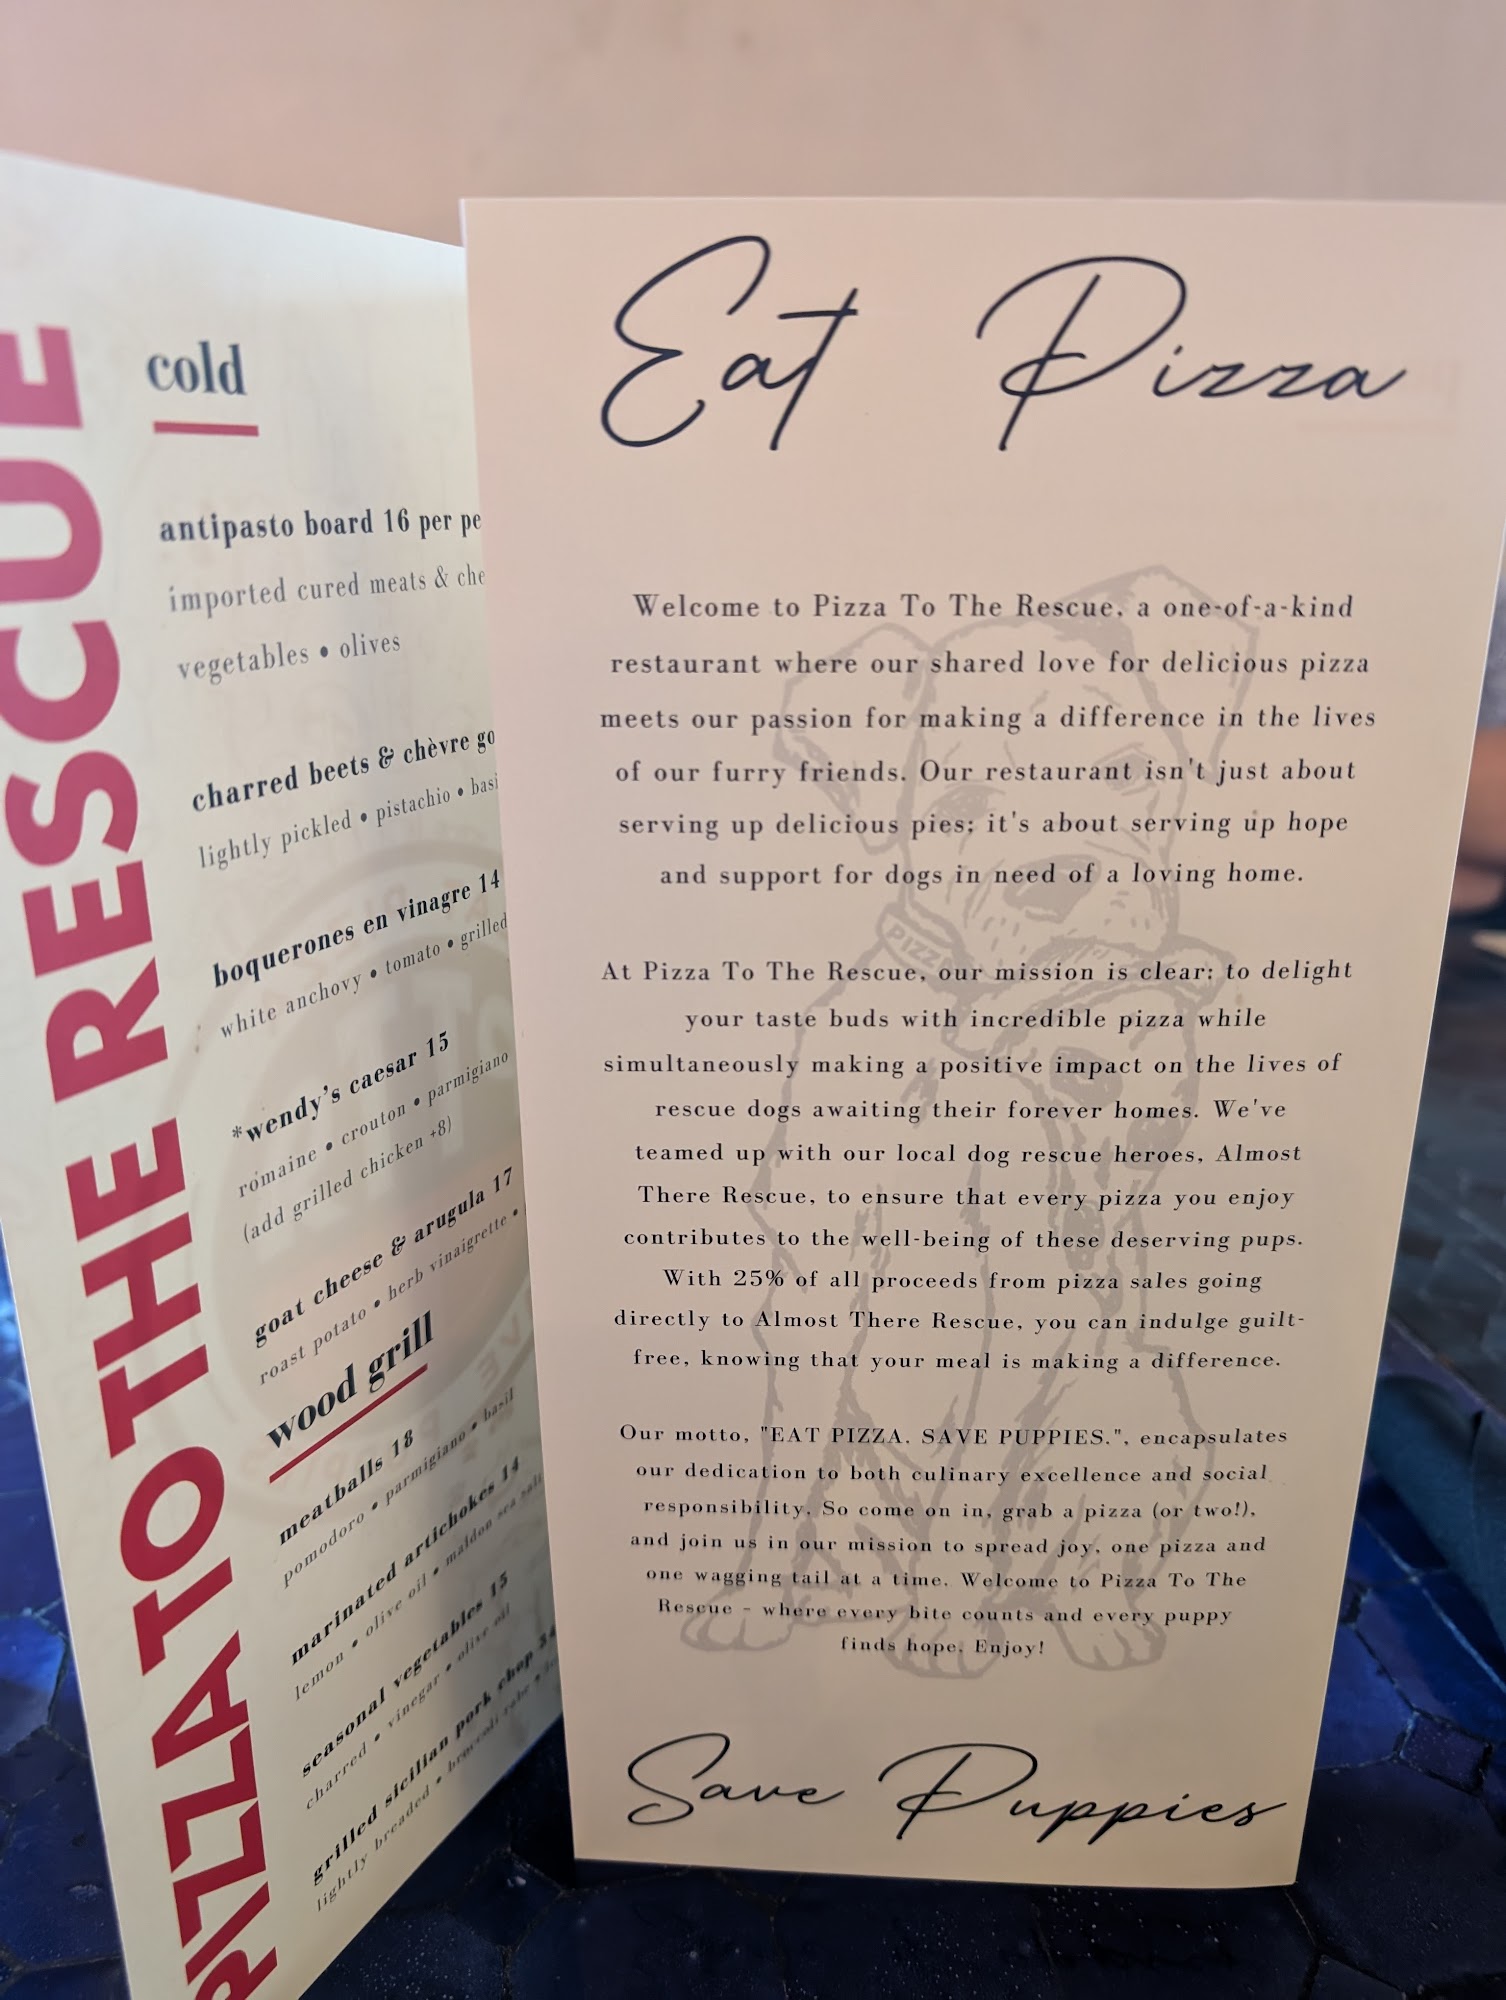 PIZZA TO THE RESCUE
cold
antipasto board 16 per pe
imported cured meats & che
vegetables • olives
charred beets & chèvre go
lightly pickled • pistachio • basi
boquerones en vinagre 14
white anchovy • tomato • grilled
*wendy's caesar 15
romaine • crouton • parmigiano
(add grilled chicken +8)
goat cheese & arugula 17
roast potato • herb vinaigrette •
wood grill
meatballs 18
pomodoro • parmigiano • basil
marinated artichokes 14
lemon • olive oil • maldon sea salt
seasonal vegetables 15
charred • vinegar • olive oil
grilled sicilian pork chop 34
lightly breaded • broccoli rabe •
Eat Pizza
Welcome to Pizza To The Rescue, a one-of-a-kind
restaurant where our shared love for delicious pizza
meets our passion for making a difference in the lives
of our furry friends. Our restaurant isn't just about
serving up delicious pies; it's about serving up hope
and support for dogs in need of a loving home.
PIZZA
At Pizza To The Rescue, our mission is clear: to delight
your taste buds with incredible pizza while
simultaneously making a positive impact on the lives of
rescue dogs awaiting their forever homes. We've
teamed up with our local dog rescue heroes, Almost
There Rescue, to ensure that every pizza you enjoy
contributes to the well-being of these deserving pups.
With 25% of all proceeds from pizza sales going
directly to Almost There Rescue, you can indulge guilt-
free, knowing that your meal is making a difference.
Our motto, "EAT PIZZA. SAVE PUPPIES.", encapsulates
our dedication to both culinary excellence and social
responsibility. So come on in, grab a pizza (or two!),
and join us in our mission to spread joy, one pizza and
one wagging tail at a time. Welcome to Pizza To The
Rescue - where every bite counts and every puppy
finds hope. Enjoy!
Save Puppies